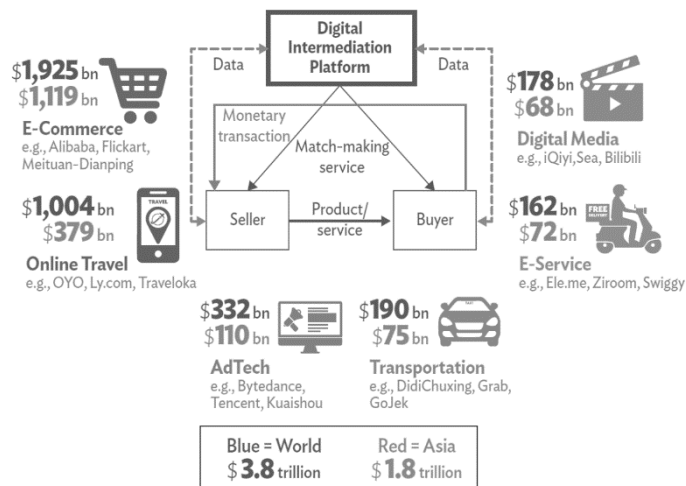 Digital
Intermediation
Platform
Data
Data
Monetary
transaction
Match-making
service
Seller
Product/
service
Buyer
$1,925 bn
$1,119 bn
E-Commerce
e.g., Alibaba, Flickart,
Meituan-Dianping
$1,004 bn
$379 bn
TRAVEL
Online Travel
e.g., OYO, Ly.com, Traveloka
$178 bn
$68 bn
Digital Media
e.g., iQiyi,Sea, Bilibili
$162 bn
$72 bn
FREE
DELIVERY
E-Service
e.g., Ele.me, Ziroom, Swiggy
$332 bn
$110 bn
AdTech
e.g., Bytedance,
Tencent, Kuaishou
$190 bn
$75 bn
TAXI
Transportation
e.g., DidiChuxing, Grab,
GoJek
Blue = World
$3.8 trillion
Red = Asia
$1.8 trillion